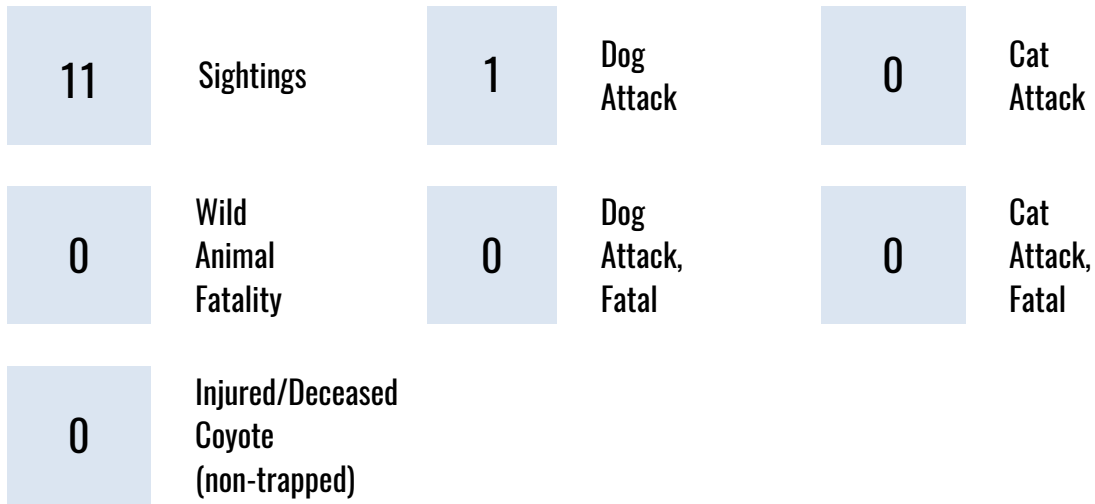 11
Sightings
1
Dog
Attack
0
Cat
Attack
0
Wild
Animal
Fatality
0
Dog
Attack,
Fatal
0
Cat
Attack,
Fatal
0
Injured/Deceased
Coyote
(non-trapped)